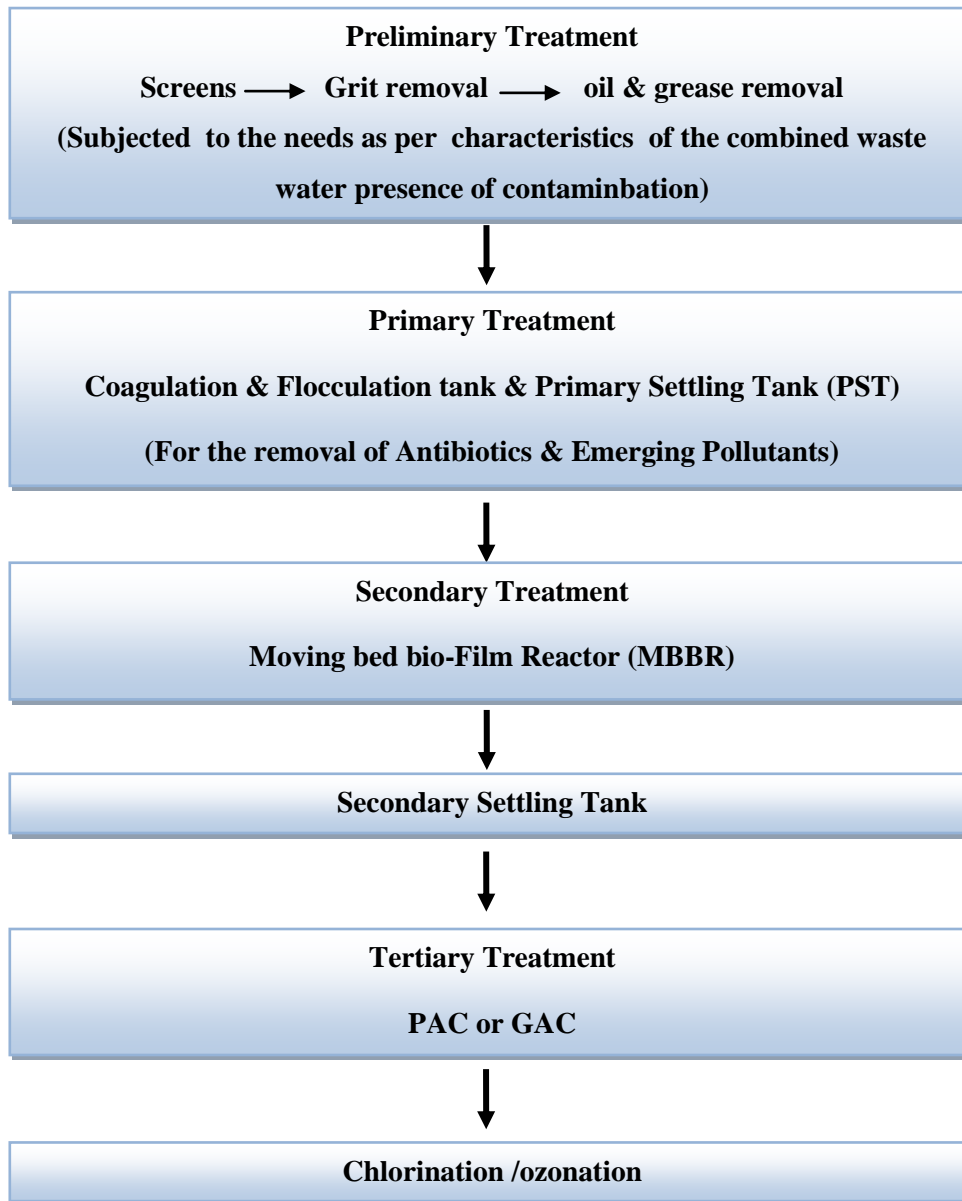 Preliminary Treatment
Screens Grit removal oil & grease removal
(Subjected to the needs as per characteristics of the combined waste
water presence of contaminbation)
Primary Treatment
Coagulation & Flocculation tank & Primary Settling Tank (PST)
(For the removal of Antibiotics & Emerging Pollutants)
Secondary Treatment
Moving bed bio-Film Reactor (MBBR)
Secondary Settling Tank
Tertiary Treatment
PAC or GAC
Chlorination /ozonation